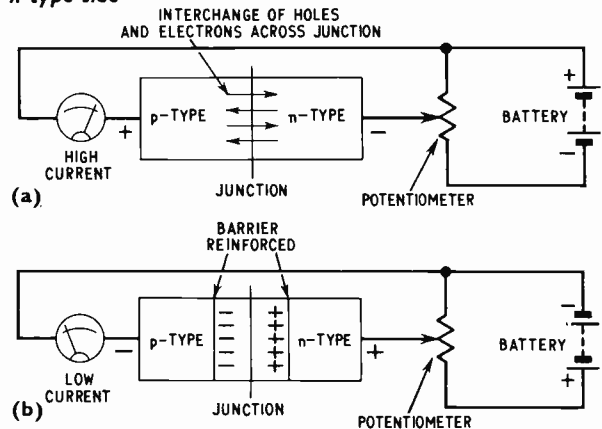 n-type side
INTERCHANGE OF HOLES
AND ELECTRONS ACROSS JUNCTION
p-TYPE
n-TYPE
+
−
HIGH
CURRENT
JUNCTION
POTENTIOMETER
BATTERY
+
−
(a)
BARRIER
REINFORCED
p-TYPE
− − − − −
+ + + + +
n-TYPE
−
+
LOW
CURRENT
JUNCTION
POTENTIOMETER
BATTERY
−
+
(b)